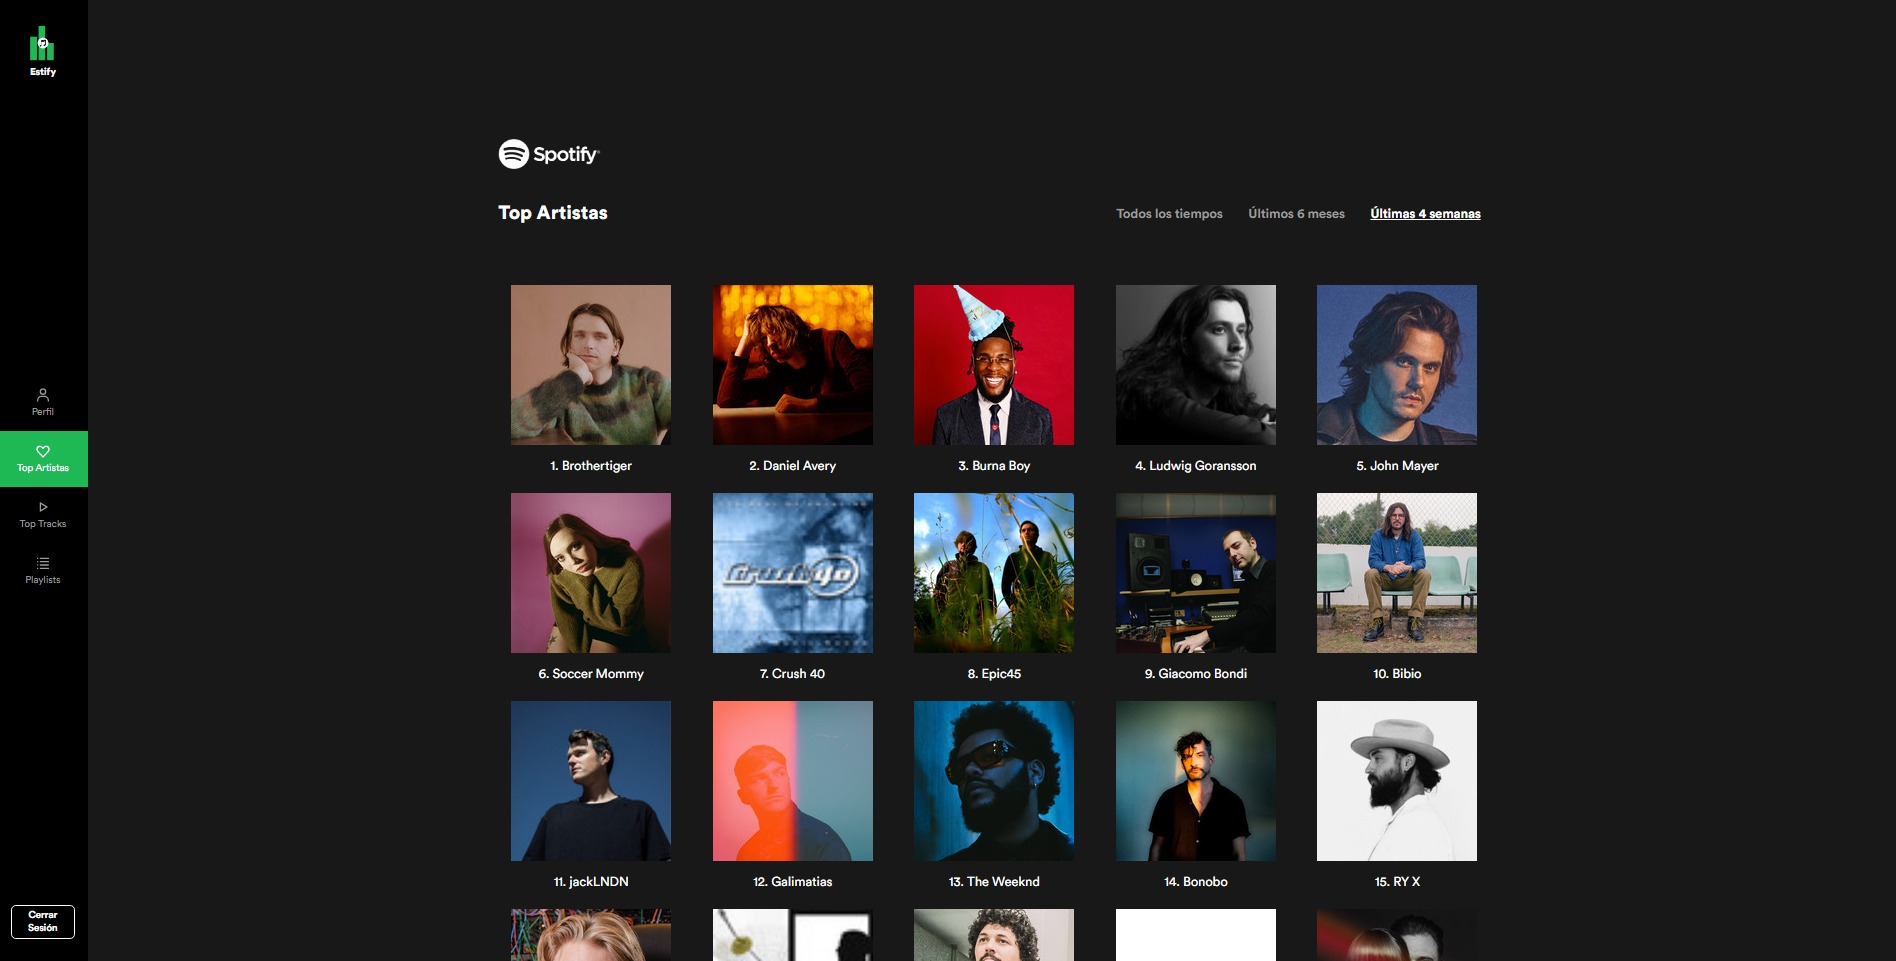 Estify
Spotify
Top Artistas
Todos los tiempos
Últimos 6 meses
Últimas 4 semanas
Perfil
Top Artistas
Top Tracks
Playlists
Cerrar
Sesión
1. Brothertiger
2. Daniel Avery
3. Burna Boy
4. Ludwig Goransson
5. John Mayer
Crush 40
6. Soccer Mommy
7. Crush 40
8. Epic45
9. Giacomo Bondi
10. Bibio
11. jackLNDN
12. Galimatias
13. The Weeknd
14. Bonobo
15. RY X